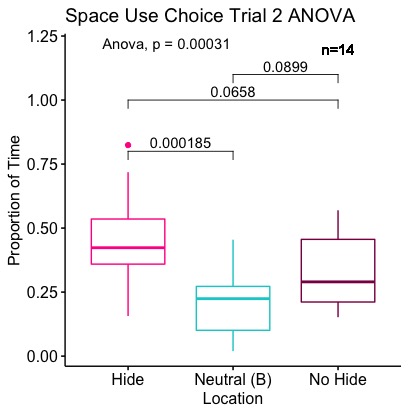 Space Use Choice Trial 2 ANOVA
1.25
Anova, p = 0.00031
n=14
0.0899
1.00
0.0658
0.75
0.000185
0.50
0.25
0.00
Proportion of Time
Hide
Neutral (B)
No Hide
Location